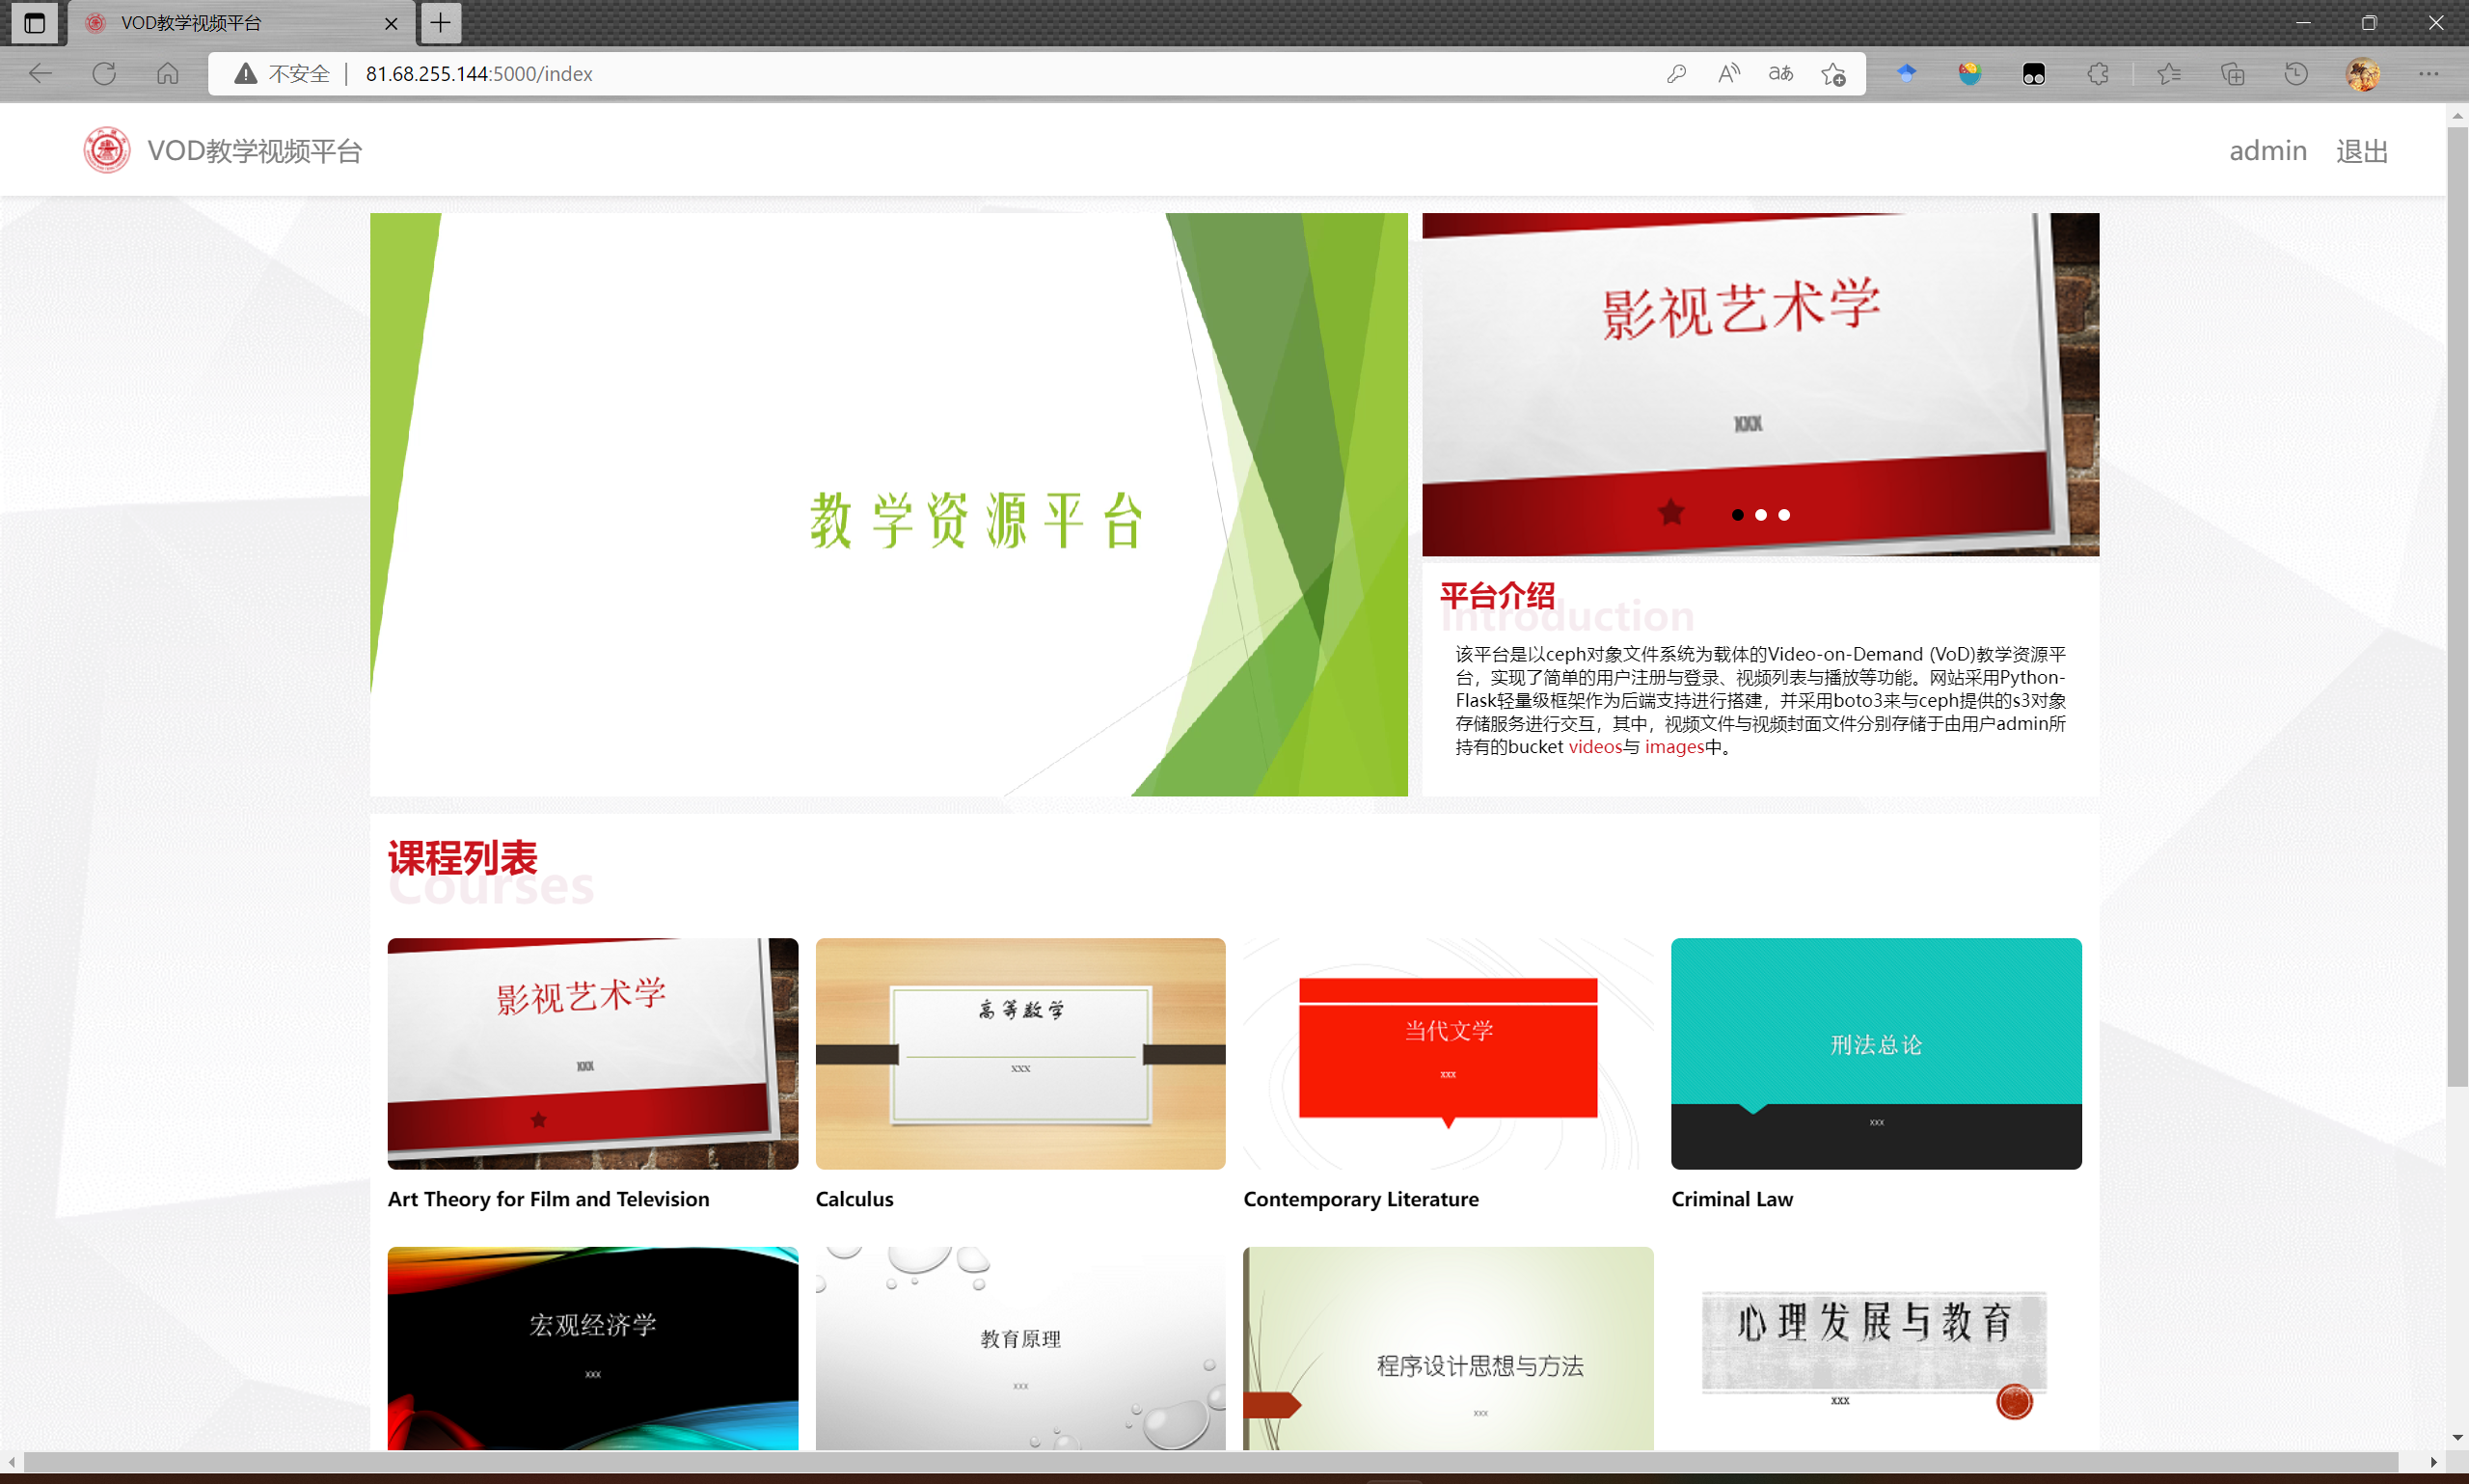 VOD教学视频平台
不安全 81.68.255.144:5000/index
VOD教学视频平台
admin 退出
教学资源平台
影视艺术学
XXX
平台介绍
Introduction
该平台是以ceph对象文件系统为载体的Video-on-Demand (VoD)教学资源平
台，实现了简单的用户注册与登录、视频列表与播放等功能。网站采用Python-
Flask轻量级框架作为后端支持进行搭建，并采用boto3来与ceph提供的s3对象
存储服务进行交互，其中，视频文件与视频封面文件分别存储于由用户admin所
持有的bucket videos与 images中。
课程列表
Courses
影视艺术学
XXX
Art Theory for Film and Television
高等数学
XXX
Calculus
当代文学
XXX
Contemporary Literature
刑法总论
XXX
Criminal Law
宏观经济学
XXX
教育原理
XXX
程序设计思想与方法
XXX
心理发展与教育
XXX